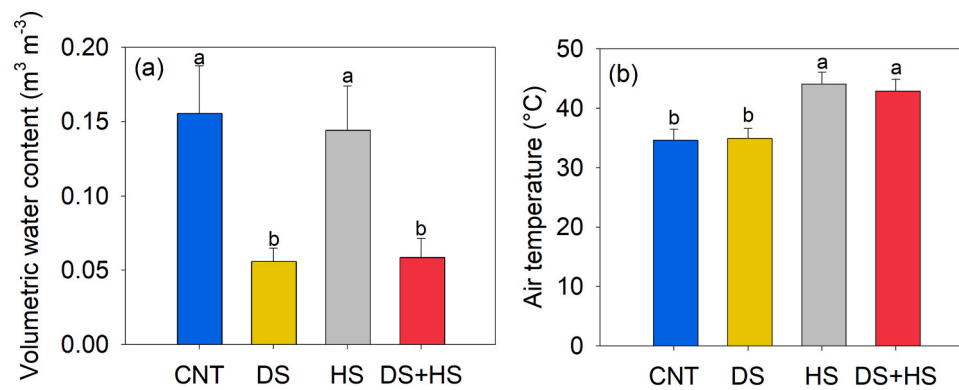 Volumetric water content (m³ m⁻³)
0.20
0.15
0.10
0.05
0.00
(a)
a
b
a
b
CNT DS HS DS+HS
Air temperature (°C)
50
40
30
20
10
0
(b)
b
b
a
a
CNT DS HS DS+HS